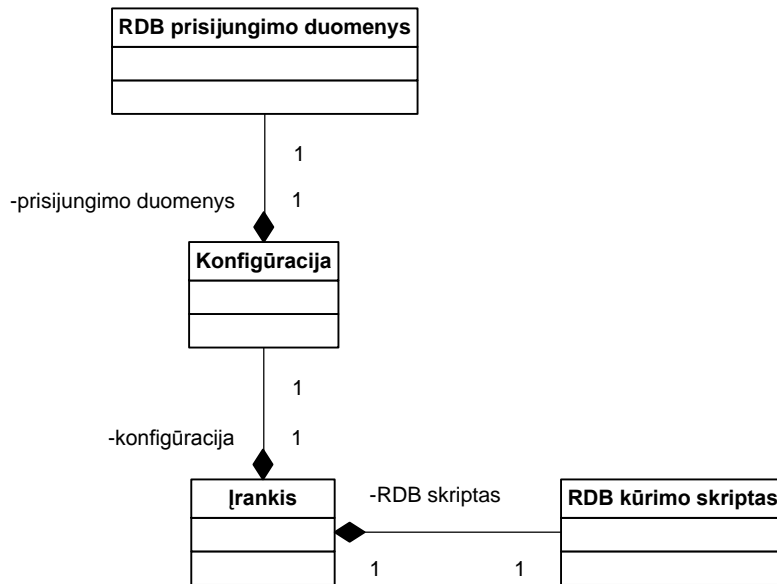 RDB prisijungimo duomenys
1
-prisijungimo duomenys 1
Konfigūracija
1
-konfigūracija 1
Įrankis
-RDB skriptas
RDB kūrimo skriptas
1 1